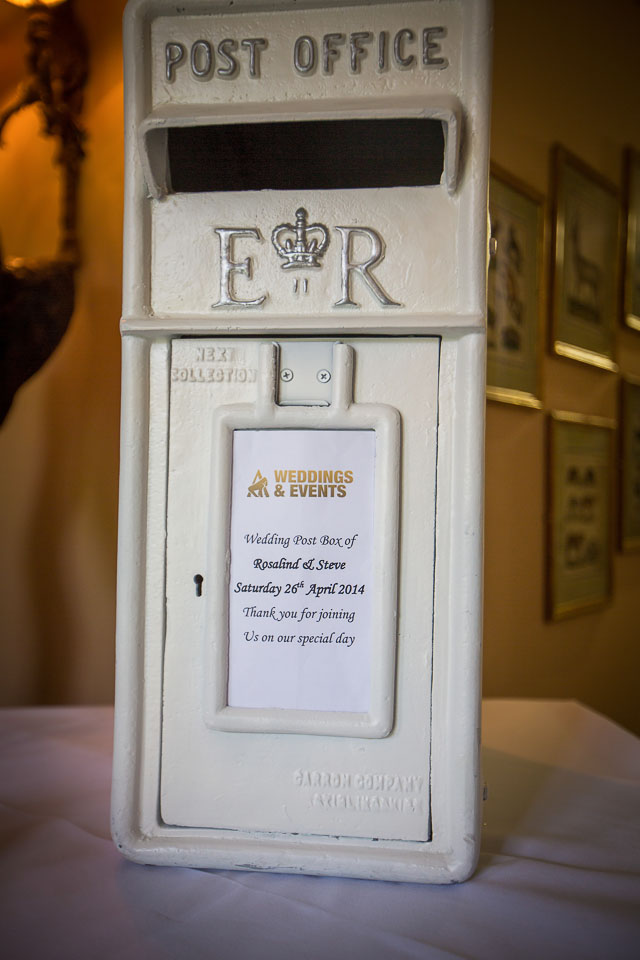 POST OFFICE
E II R
NEXT
COLLECTION
WEDDINGS
& EVENTS
Wedding Post Box of
Rosalind & Steve
Saturday 26th April 2014
Thank you for joining
Us on our special day
CARRON COMPANY
STIRLINGSHIRE